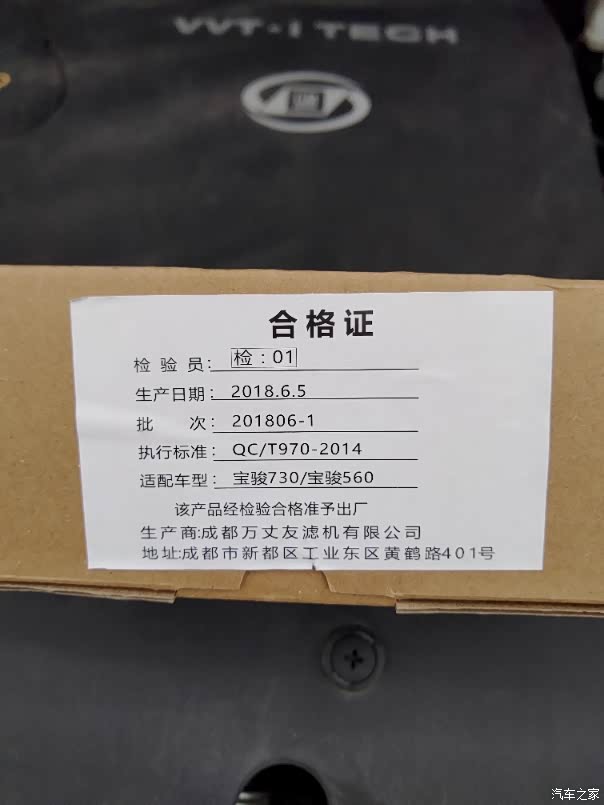 VVT-i TECH
GM
合格证
检验员: 检:01
生产日期: 2018.6.5
批次: 201806-1
执行标准: QC/T970-2014
适配车型: 宝骏730/宝骏560
该产品经检验合格准予出厂
生产商:成都万丈友滤机有限公司
地址:成都市新都区工业东区黄鹤路401号
汽车之家